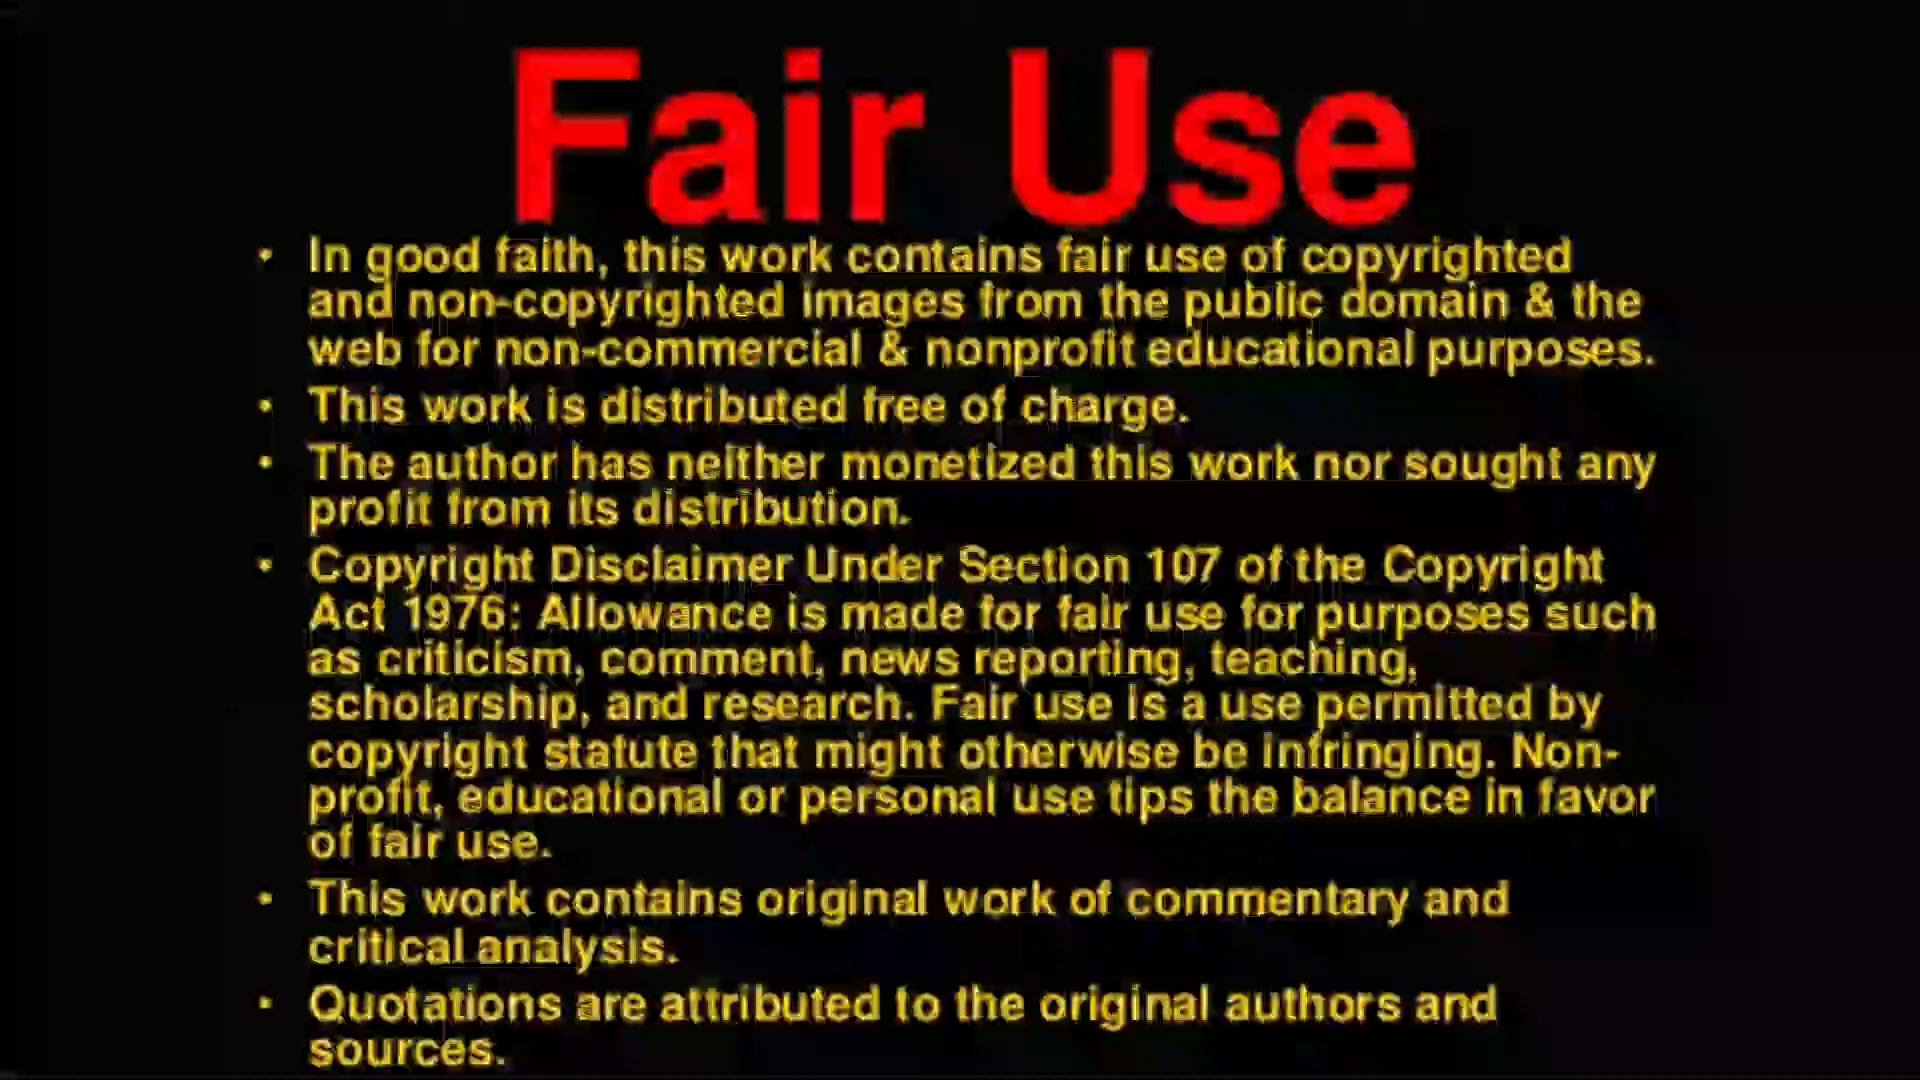 Fair Use
• In good faith, this work contains fair use of copyrighted
and non-copyrighted images from the public domain & the
web for non-commercial & nonprofit educational purposes.
• This work is distributed free of charge.
• The author has neither monetized this work nor sought any
profit from its distribution.
• Copyright Disclaimer Under Section 107 of the Copyright
Act 1976: Allowance is made for fair use for purposes such
as criticism, comment, news reporting, teaching,
scholarship, and research. Fair use is a use permitted by
copyright statute that might otherwise be infringing. Non-
profit, educational or personal use tips the balance in favor
of fair use.
• This work contains original work of commentary and
critical analysis.
• Quotations are attributed to the original authors and
sources.